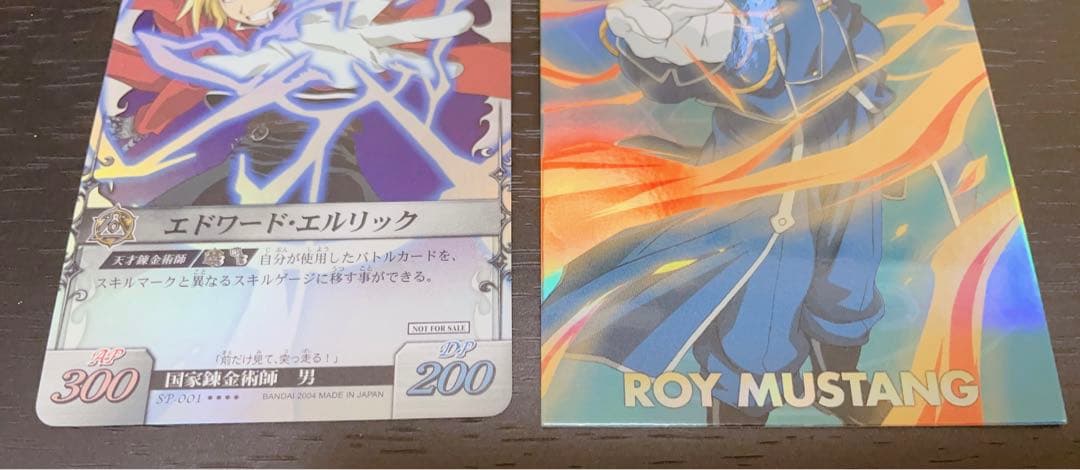 エドワード・エルリック
天才錬金術師 自分が使用したバトルカードを、
スキルマークと異なるスキルゲージに移す事ができる。
NOT FOR SALE
「前だけ見て、突っ走る!」
AP
300
国家錬金術師 男
DP
200
SP-001 ★★★★
BANDAI 2004 MADE IN JAPAN
ROY MUSTANG